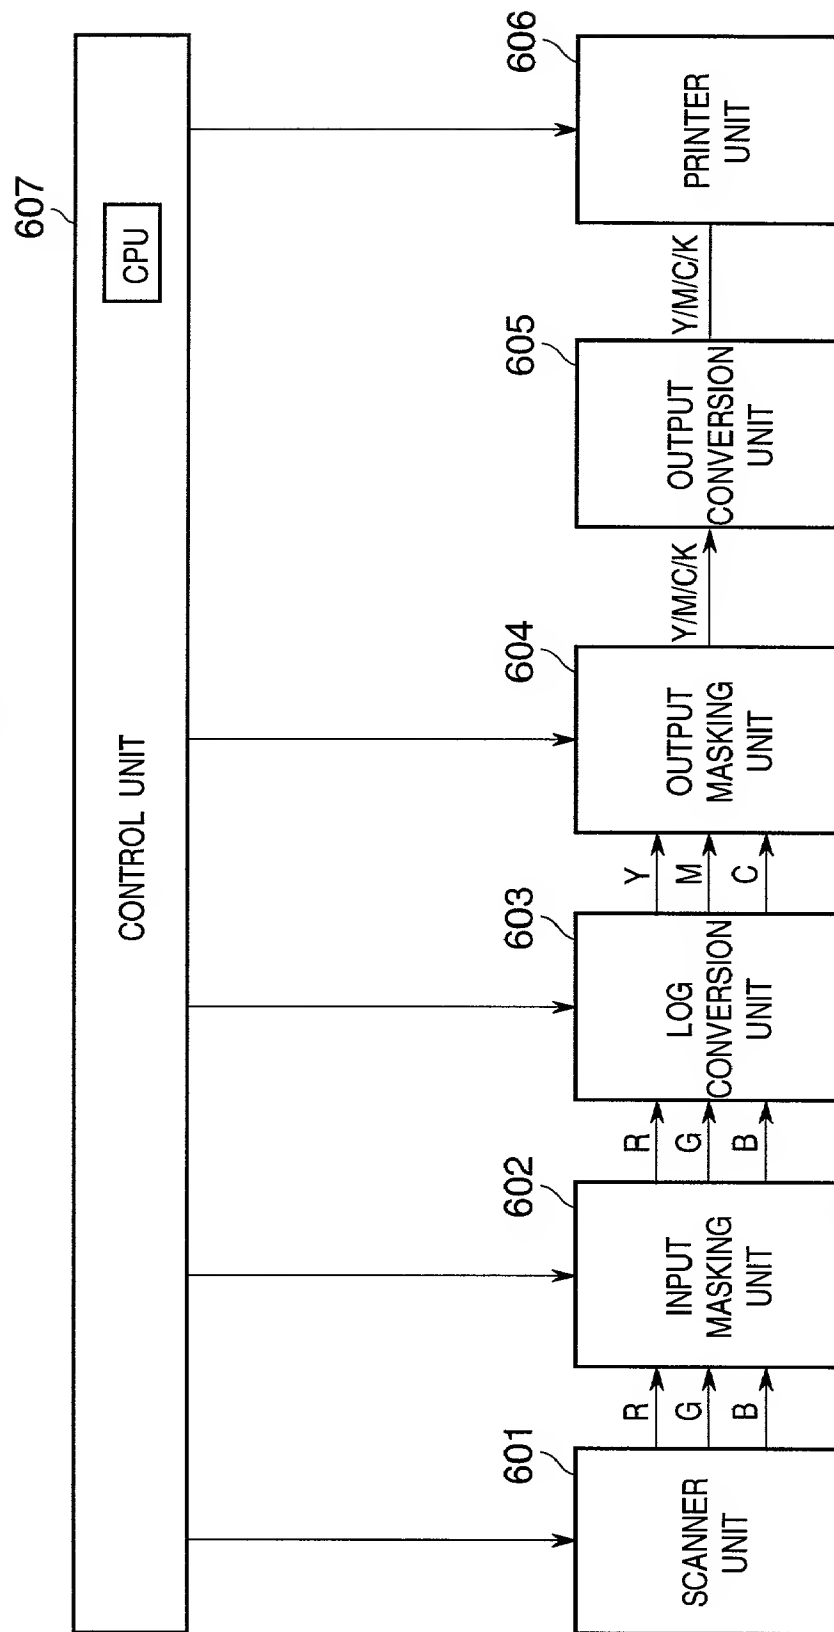 607
CONTROL UNIT
CPU
601
SCANNER
UNIT
R
G
B
602
INPUT
MASKING
UNIT
R
G
B
603
LOG
CONVERSION
UNIT
Y
M
C
604
OUTPUT
MASKING
UNIT
Y/M/C/K
605
OUTPUT
CONVERSION
UNIT
Y/M/C/K
606
PRINTER
UNIT